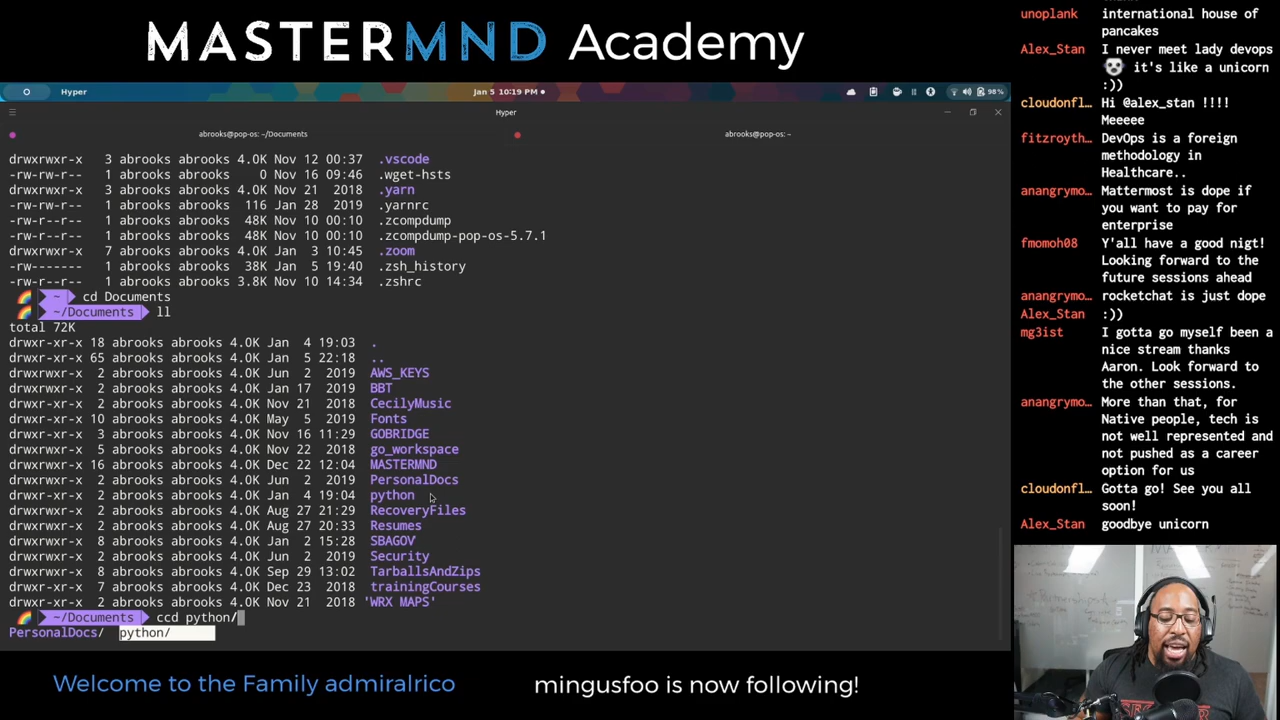 MASTERMND Academy
Hyper
Jan 5 10:19 PM
98%
Hyper
abrooks@pop-os: ~/Documents
abrooks@pop-os: ~
drwxrwxr-x 3 abrooks abrooks 4.0K Nov 12 00:37 .vscode
-rw-rw-r-- 1 abrooks abrooks 0 Nov 16 09:46 .wget-hsts
drwxrwxr-x 3 abrooks abrooks 4.0K Nov 21 2018 .yarn
-rw-rw-r-- 1 abrooks abrooks 116 Jan 28 2019 .yarnrc
-rw-r--r-- 1 abrooks abrooks 48K Nov 10 00:10 .zcompdump
-rw-rw-r-- 1 abrooks abrooks 48K Nov 10 00:10 .zcompdump-pop-os-5.7.1
drwxrwxr-x 7 abrooks abrooks 4.0K Jan 3 10:45 .zoom
-rw------- 1 abrooks abrooks 38K Jan 5 19:40 .zsh_history
-rw-r--r-- 1 abrooks abrooks 3.8K Nov 10 14:34 .zshrc
~ cd Documents
~/Documents ll
total 72K
drwxr-xr-x 18 abrooks abrooks 4.0K Jan 4 19:03 .
drwxr-xr-x 65 abrooks abrooks 4.0K Jan 5 22:18 ..
drwxr-xr-x 2 abrooks abrooks 4.0K Jun 2 2019 AWS_KEYS
drwxr-xr-x 2 abrooks abrooks 4.0K Jan 17 2019 BBT
drwxr-xr-x 2 abrooks abrooks 4.0K Nov 21 2018 CecilyMusic
drwxr-xr-x 10 abrooks abrooks 4.0K May 5 2019 Fonts
drwxr-xr-x 3 abrooks abrooks 4.0K Nov 16 11:29 GOBRIDGE
drwxr-xr-x 5 abrooks abrooks 4.0K Nov 22 2018 go_workspace
drwxr-xr-x 16 abrooks abrooks 4.0K Dec 22 12:04 MASTERMND
drwxr-xr-x 2 abrooks abrooks 4.0K Jun 2 2019 PersonalDocs
drwxr-xr-x 2 abrooks abrooks 4.0K Jan 4 19:04 python
drwxrwxr-x 2 abrooks abrooks 4.0K Aug 27 21:29 RecoveryFiles
drwxr-xr-x 2 abrooks abrooks 4.0K Aug 27 20:33 Resumes
drwxr-xr-x 8 abrooks abrooks 4.0K Jan 2 15:28 SBAGOV
drwxr-xr-x 2 abrooks abrooks 4.0K Jun 2 2019 Security
drwxr-xr-x 8 abrooks abrooks 4.0K Sep 29 13:02 TarballsAndZips
drwxr-xr-x 7 abrooks abrooks 4.0K Dec 23 2018 trainingCourses
drwxr-xr-x 2 abrooks abrooks 4.0K Nov 21 2018 'WRX MAPS'
~/Documents ccd python/
PersonalDocs/ python/
Welcome to the Family admiralrico
mingusfoo is now following!
unoplank international house of
pancakes
Alex_Stan I never meet lady devops
it's like a unicorn
:))
cloudonfl… Hi @alex_stan !!!!
Meeeee
fitzroyth… DevOps is a foreign
methodology in
Healthcare..
anangrymo… Mattermost is dope if
you want to pay for
enterprise
fmomoh08 Y'all have a good nigt!
Looking forward to the
future sessions ahead
anangrymo… rocketchat is just dope
Alex_Stan :))
mg3ist I gotta go myself been a
nice stream thanks
Aaron. Look forward to
the other sessions.
anangrymo… More than that, for
Native people, tech is
not well represented and
not pushed as a career
option for us
cloudonfl… Gotta go! See you all
soon!
Alex_Stan goodbye unicorn